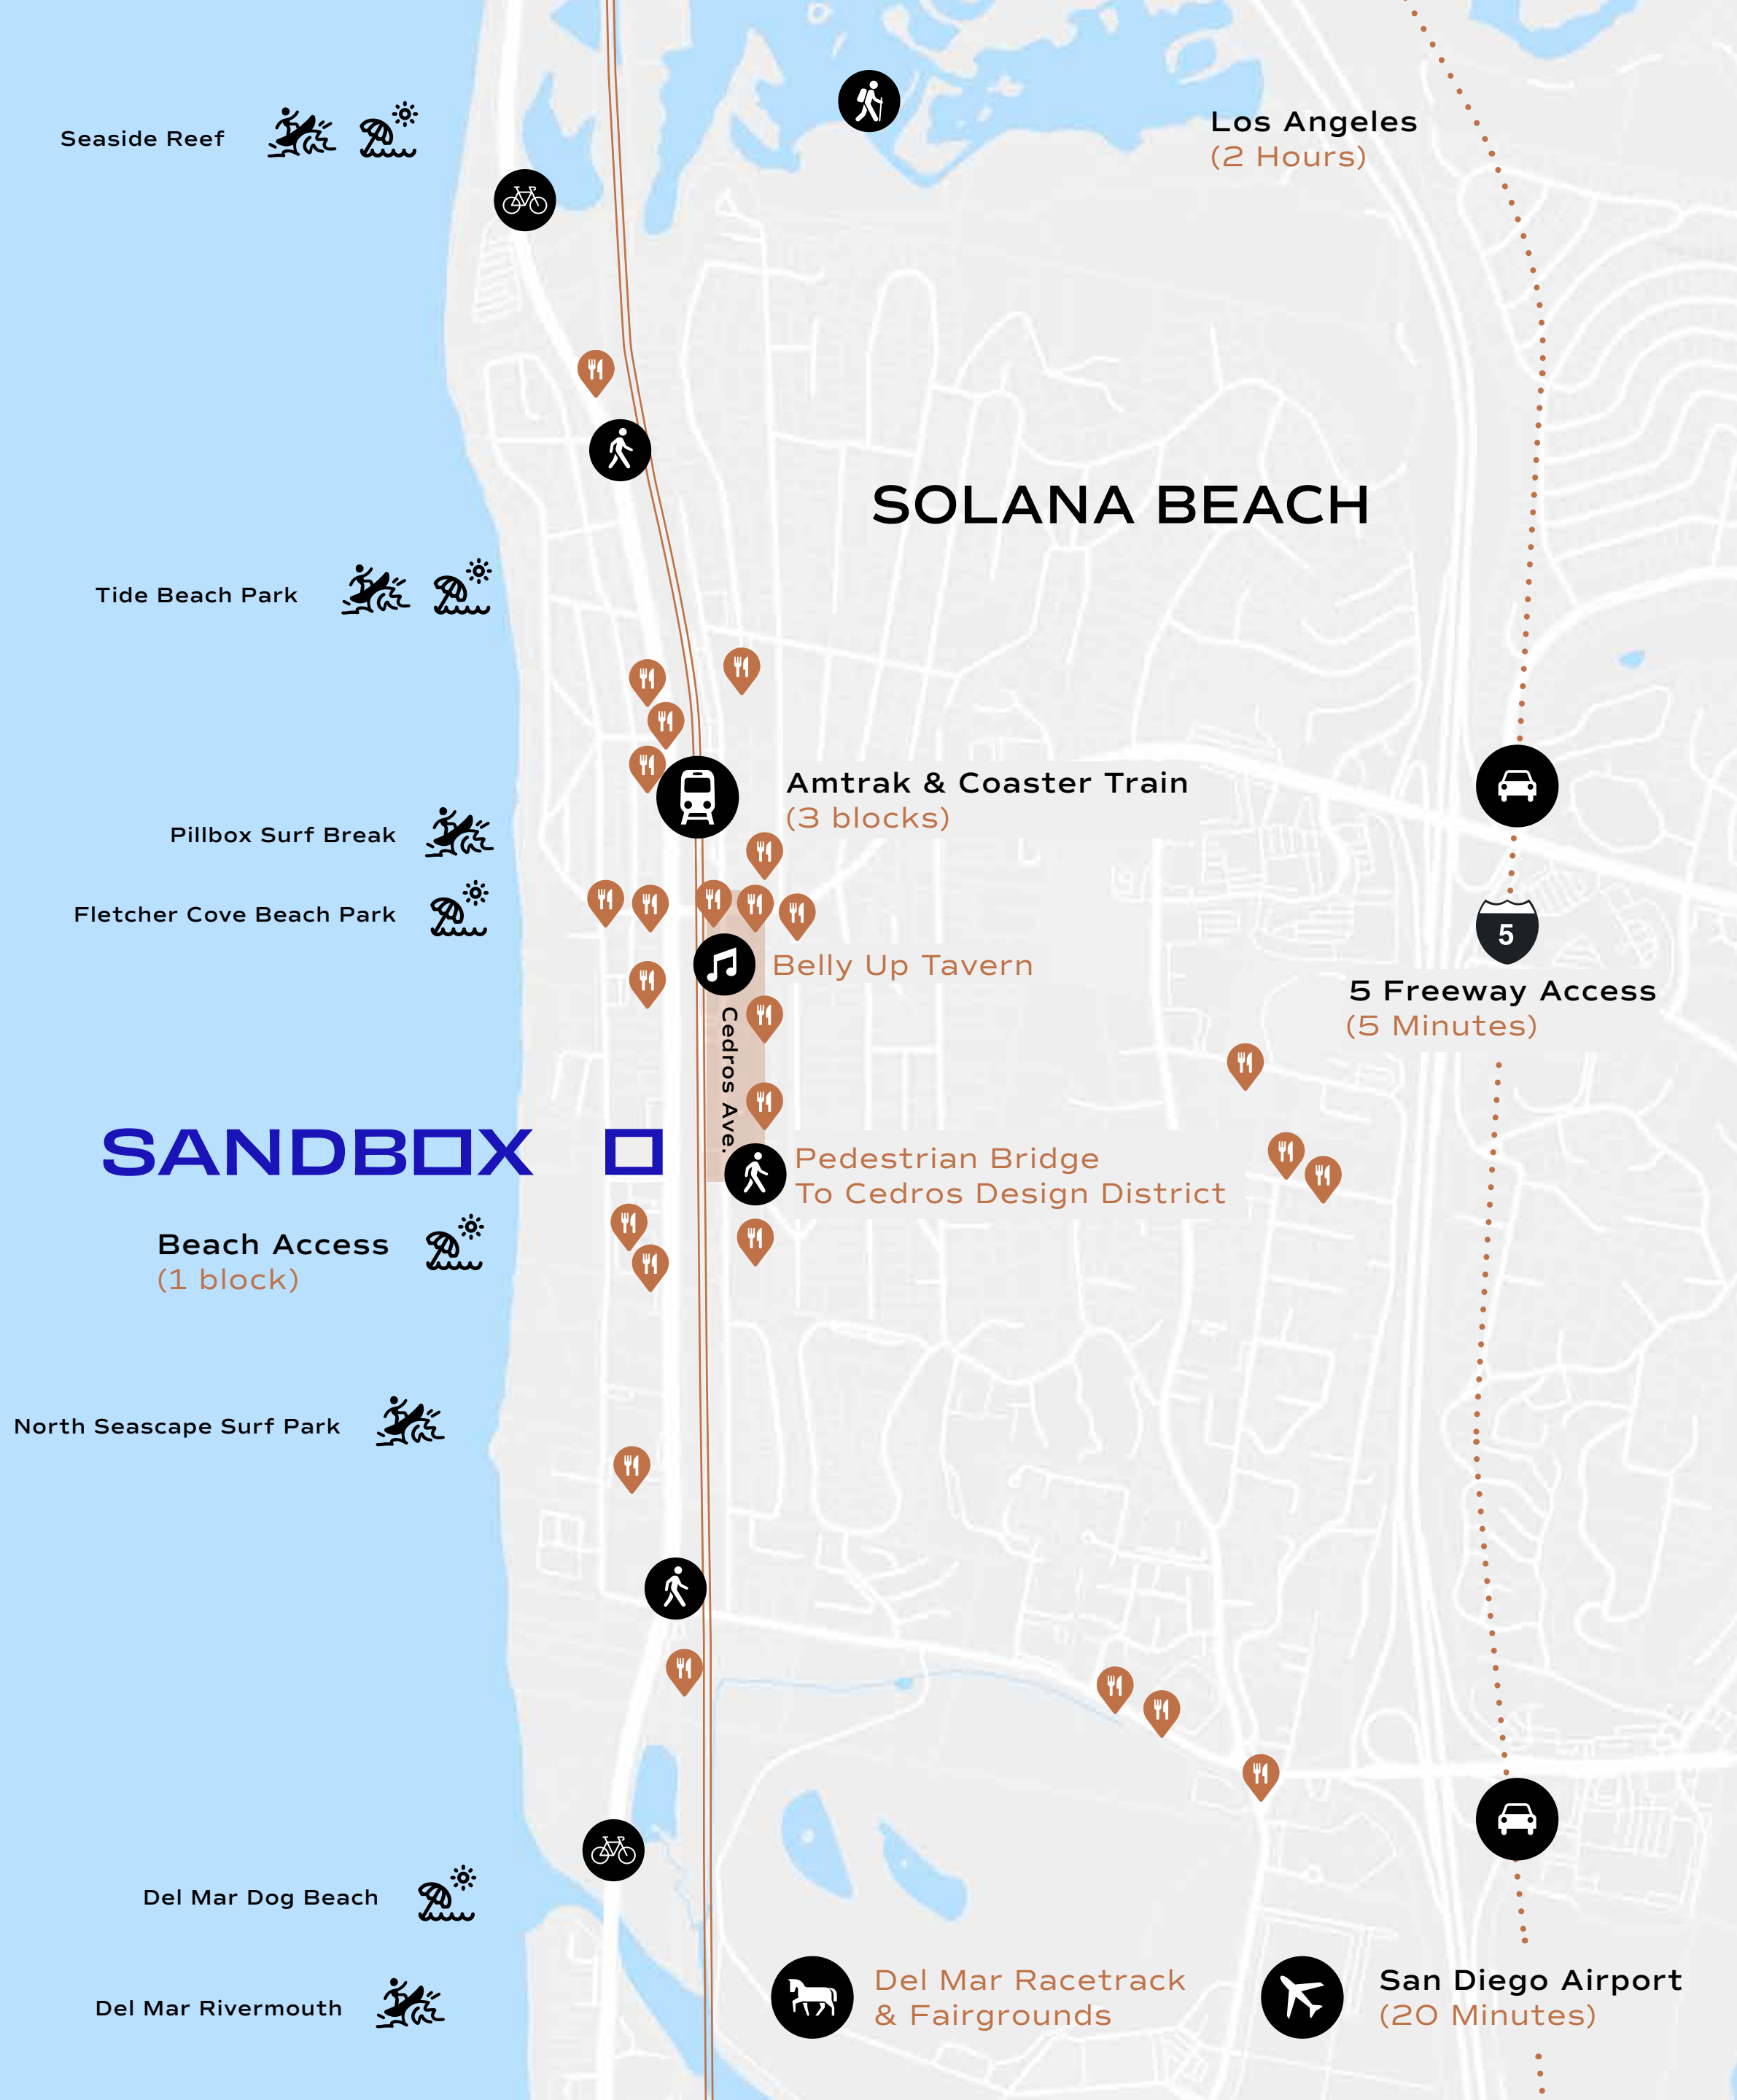 Los Angeles
(2 Hours)
Seaside Reef
SOLANA BEACH
Tide Beach Park
Amtrak & Coaster Train
(3 blocks)
Pillbox Surf Break
Fletcher Cove Beach Park
5
Belly Up Tavern
5 Freeway Access
(5 Minutes)
Cedros Ave.
SANDBOX
Pedestrian Bridge
To Cedros Design District
Beach Access
(1 block)
North Seascape Surf Park
Del Mar Dog Beach
Del Mar Rivermouth
Del Mar Racetrack
& Fairgrounds
San Diego Airport
(20 Minutes)